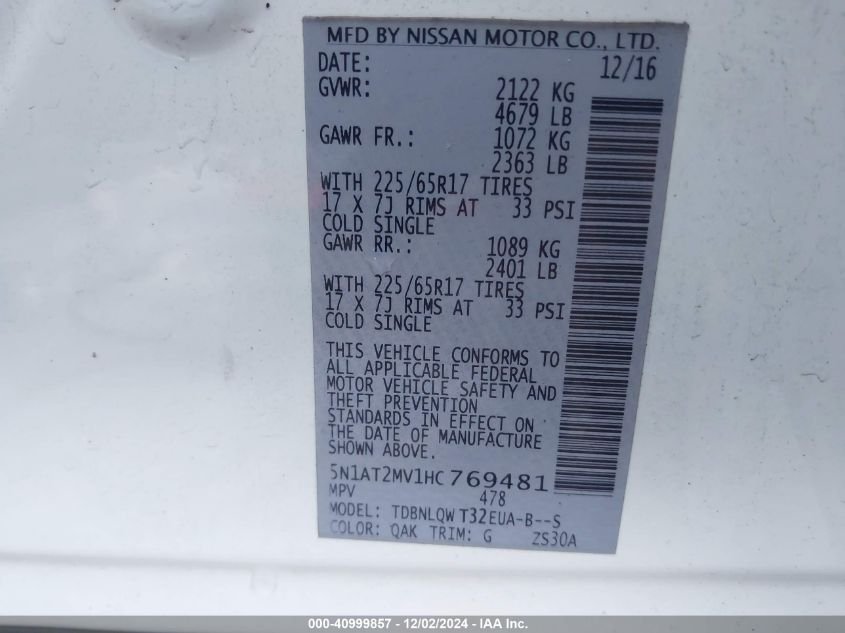 MFD BY NISSAN MOTOR CO., LTD.
DATE: 12/16
GVWR: 2122 KG
4679 LB
GAWR FR.: 1072 KG
2363 LB
WITH 225/65R17 TIRES
17 X 7J RIMS AT 33 PSI
COLD SINGLE
GAWR RR.: 1089 KG
2401 LB
WITH 225/65R17 TIRES
17 X 7J RIMS AT 33 PSI
COLD SINGLE
THIS VEHICLE CONFORMS TO
ALL APPLICABLE FEDERAL
MOTOR VEHICLE SAFETY AND
THEFT PREVENTION
STANDARDS IN EFFECT ON
THE DATE OF MANUFACTURE
SHOWN ABOVE.
5N1AT2MV1HC769481
MPV 478
MODEL: TDBNLQW T32EUA-B--S
COLOR: QAK TRIM: G ZS30A
000-40999857 - 12/02/2024 - IAA Inc.